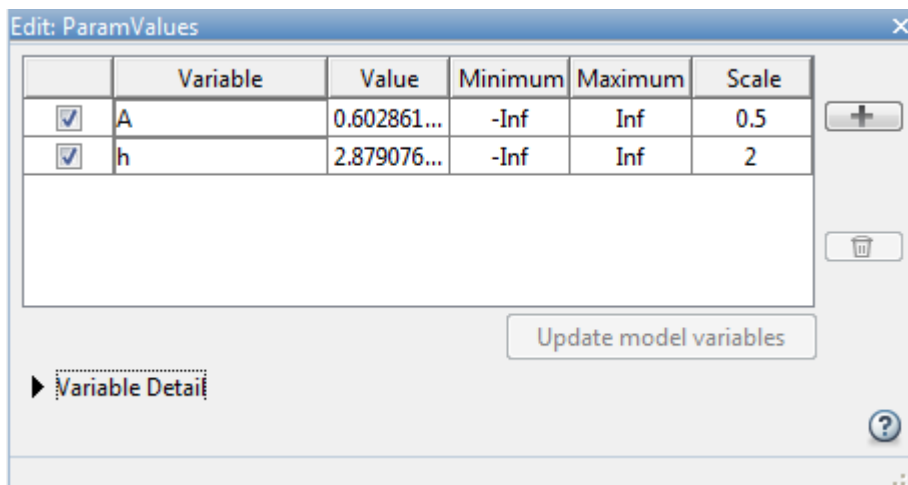 Edit: ParamValues
Variable Value Minimum Maximum Scale
A 0.602861... -Inf Inf 0.5
h 2.879076... -Inf Inf 2
Update model variables
Variable Detail